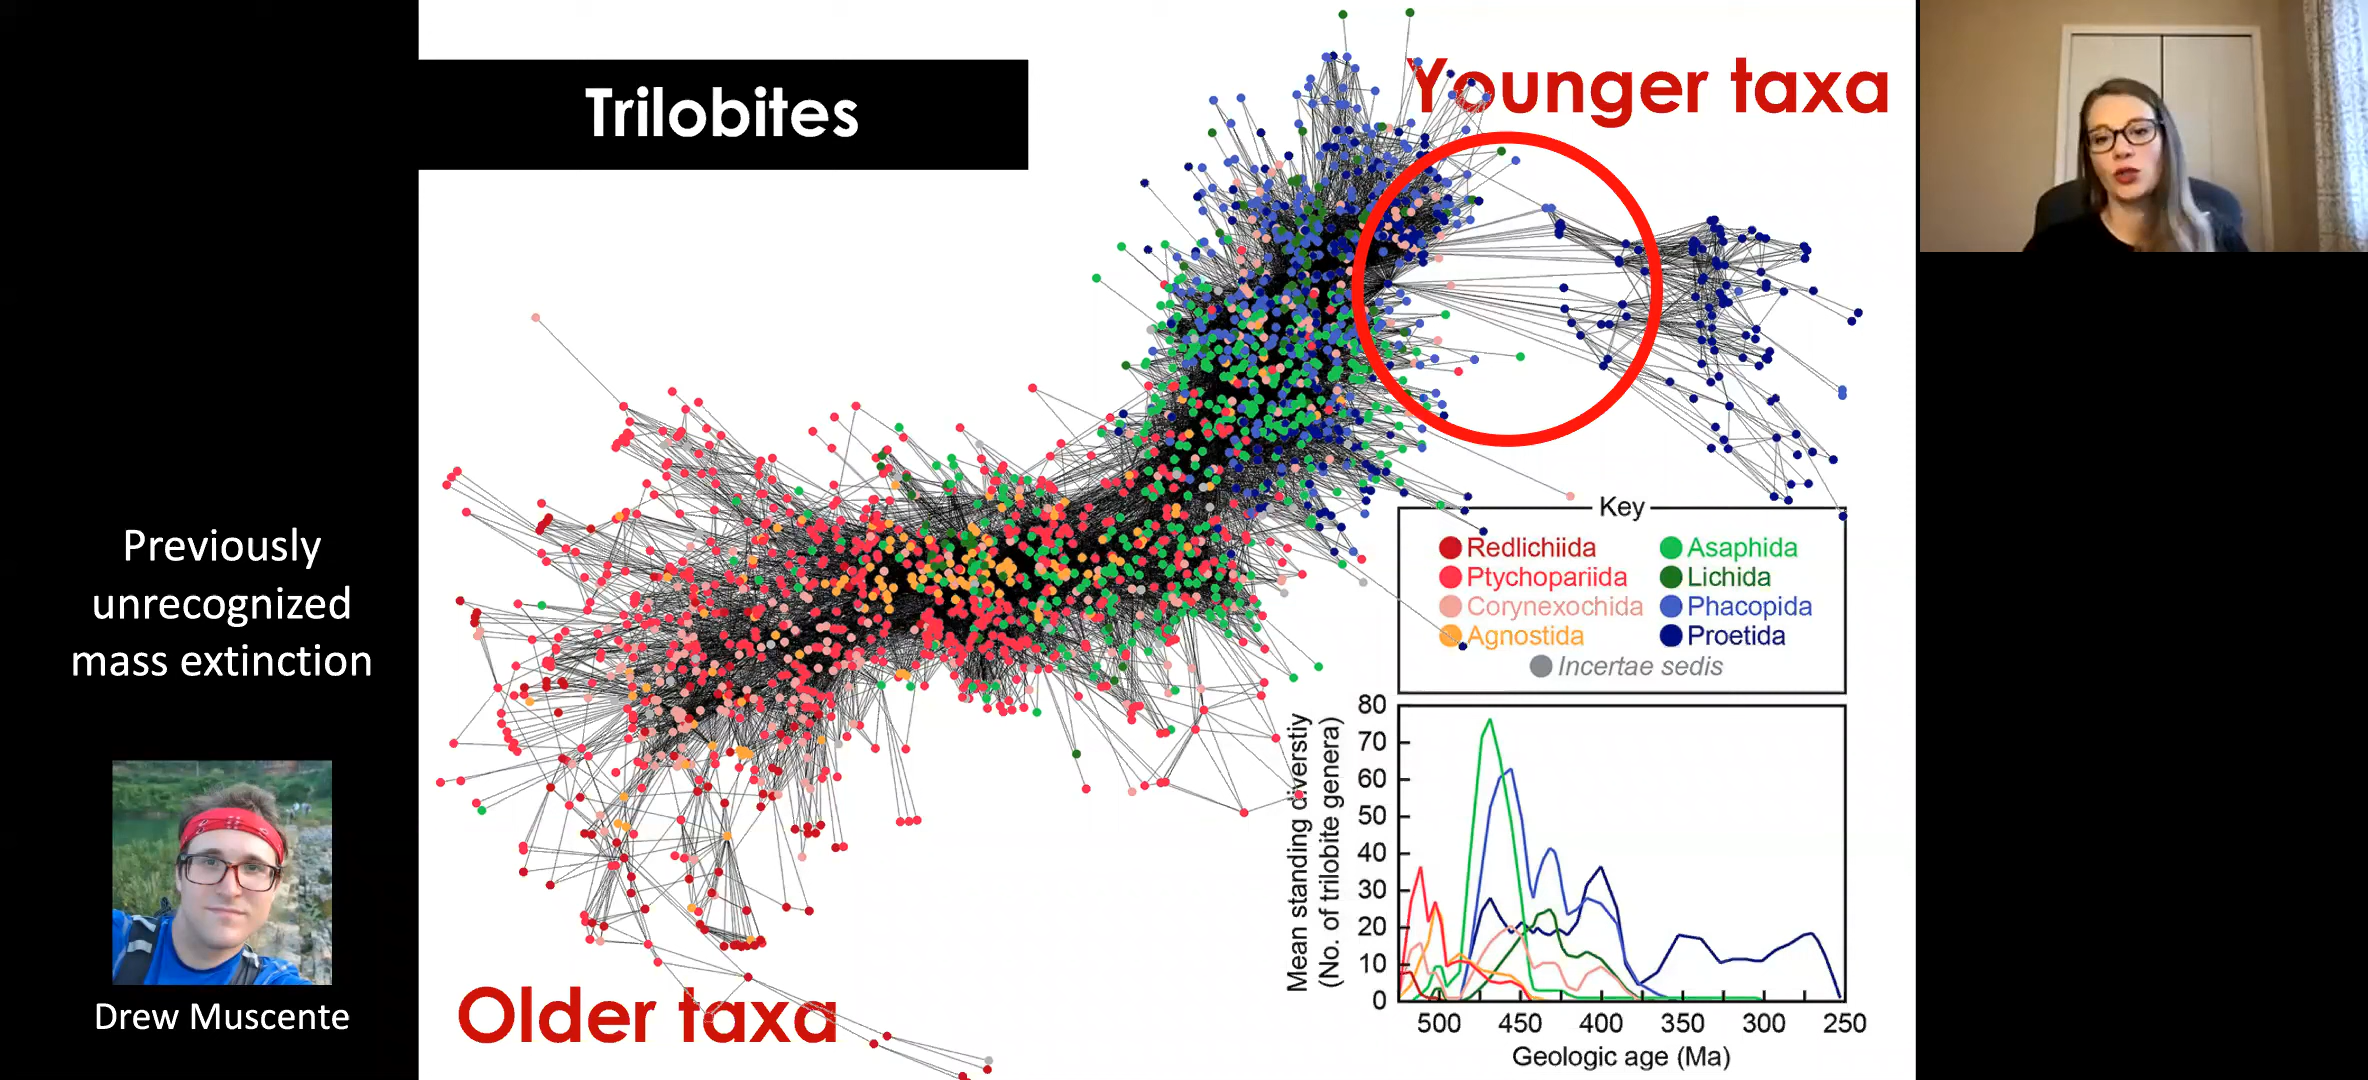 Trilobites
Younger taxa
Previously
unrecognized
mass extinction
Drew Muscente
Older taxa
Key
Redlichiida
Ptychopariida
Corynexochida
Agnostida
Asaphida
Lichida
Phacopida
Proetida
Incertae sedis
Mean standing diverstiy
(No. of trilobite genera)
80
70
60
50
40
30
20
10
0
500 450 400 350 300 250
Geologic age (Ma)